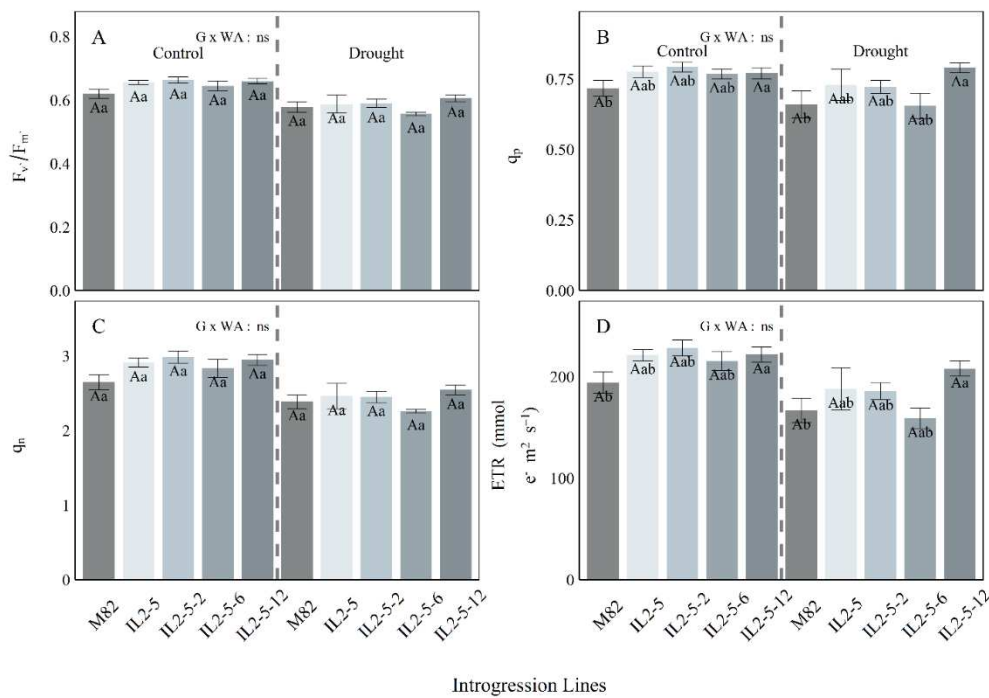 A
G x WA : ns
Control
Drought
0.8
0.6
0.4
0.2
0.0
Fv'/Fm'
Aa
Aa
Aa
Aa
Aa
Aa
Aa
Aa
Aa
Aa
B
G x WA : ns
Control
Drought
0.75
0.50
0.25
0.00
qp
Ab
Aab
Aab
Aab
Aa
Ab
Aab
Aab
Aab
Aa
C
G x WA : ns
3
2
1
0
qn
Aa
Aa
Aa
Aa
Aa
Aa
Aa
Aa
Aa
Aa
D
G x WA : ns
200
100
0
ETR (mmol
e- m² s⁻¹)
Ab
Aab
Aab
Aab
Aa
Ab
Aab
Aab
Aab
Aa
M82
IL2-5
IL2-5-2
IL2-5-6
IL2-5-12
M82
IL2-5
IL2-5-2
IL2-5-6
IL2-5-12
M82
IL2-5
IL2-5-2
IL2-5-6
IL2-5-12
M82
IL2-5
IL2-5-2
IL2-5-6
IL2-5-12
Introgression Lines